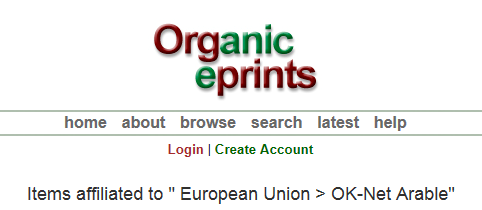 Organic
eprints
home about browse search latest help
Login | Create Account
Items affiliated to " European Union > OK-Net Arable"